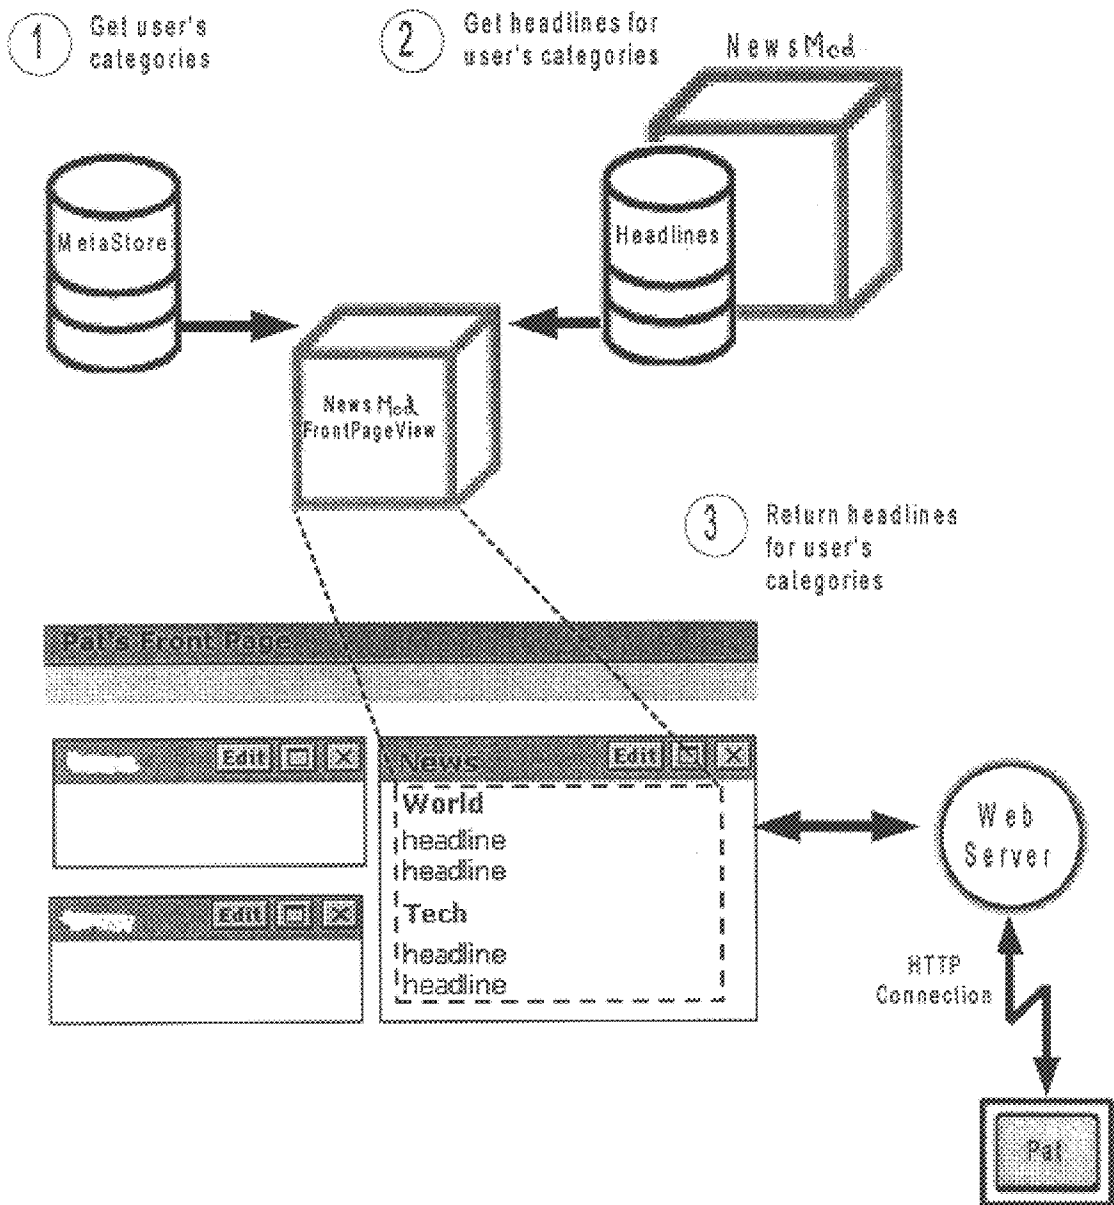 1
Get user's
categories
2
Get headlines for
user's categories
NewsMod
MetaStore
Headlines
NewsMod
FrontPageView
3
Return headlines
for user's
categories
Pat's Front Page
Edit
News
Edit
World
headline
headline
Edit
Tech
headline
headline
Web
Server
HTTP
Connection
Pat